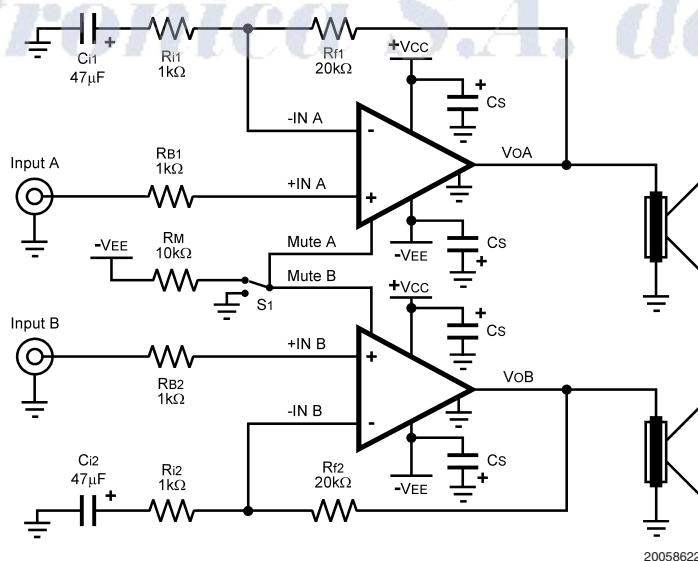 tronica S.A. de
Ci1
47µF
Ri1
1kΩ
Rf1
20kΩ
+VCC
CS
-IN A
-
VOA
Input A
RB1
1kΩ
+IN A
+
-VEE
CS
+
-VEE
RM
10kΩ
Mute A
Mute B
S1
+VCC
+
CS
Input B
RB2
1kΩ
+IN B
+
-IN B
-
VOB
-VEE
CS
+
Ci2
47µF
+
Ri2
1kΩ
Rf2
20kΩ
20058622